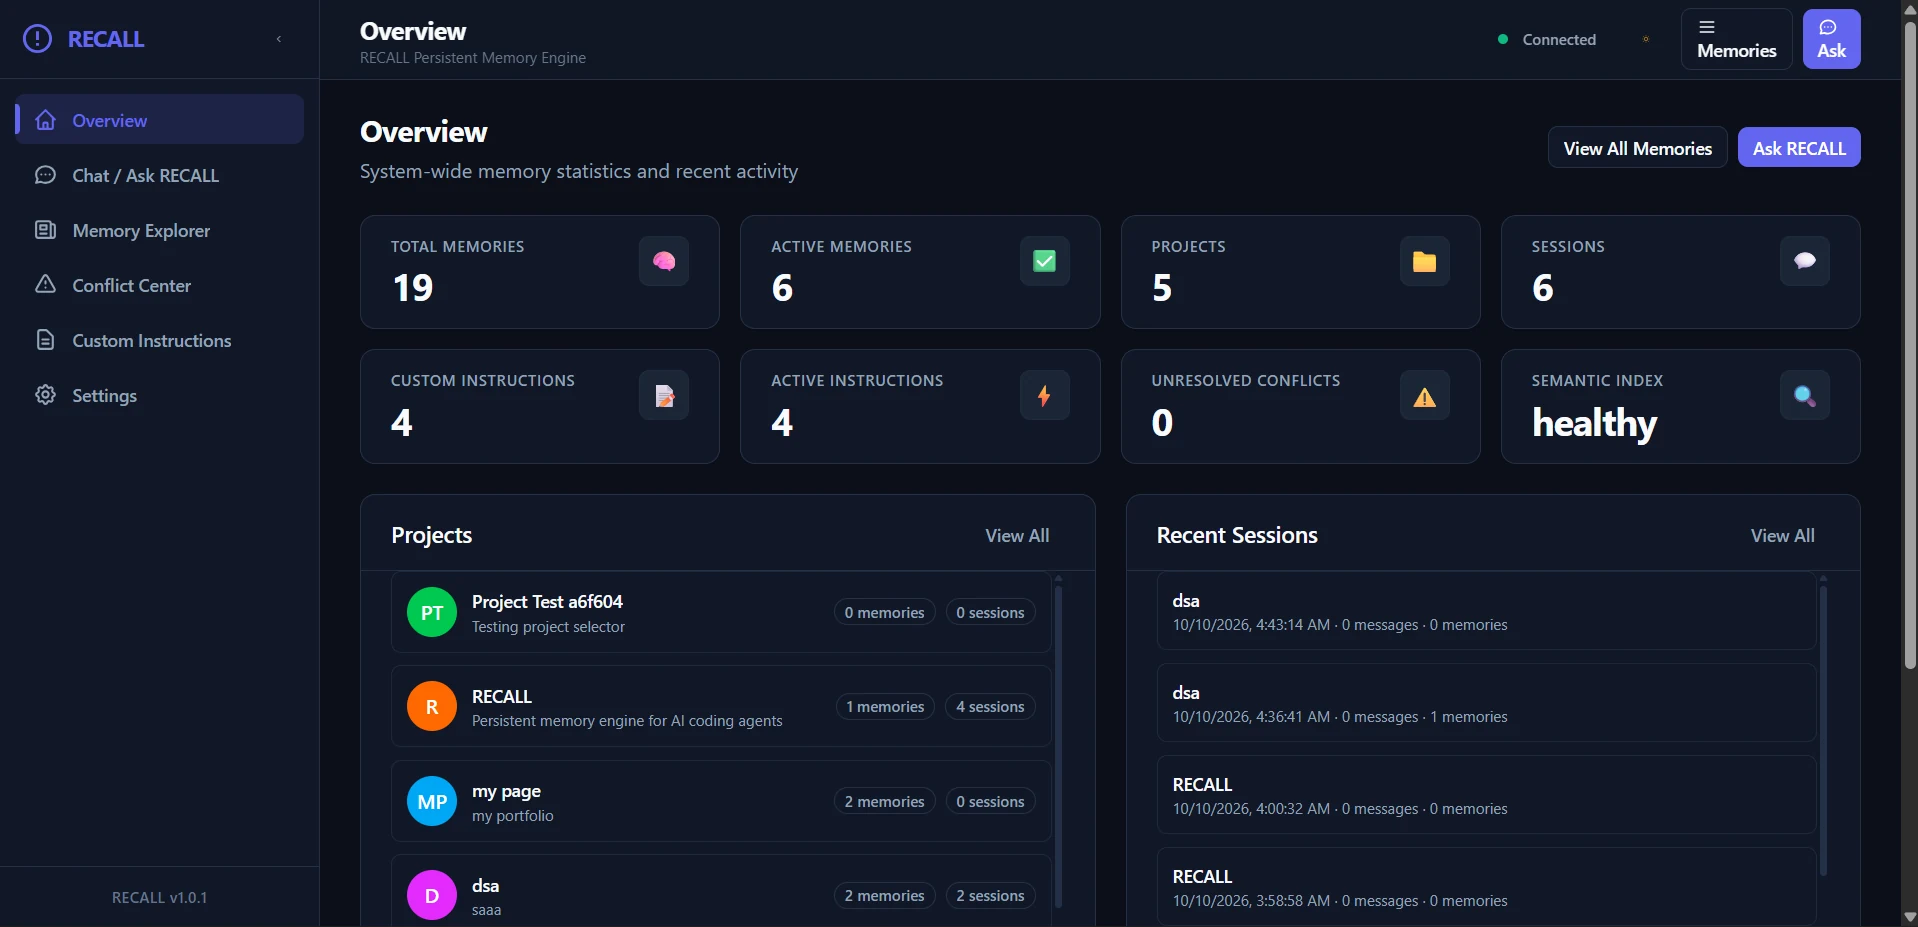 RECALL
Overview
Chat / Ask RECALL
Memory Explorer
Conflict Center
Custom Instructions
Settings
RECALL v1.0.1
Overview
RECALL Persistent Memory Engine
Connected
Memories
Ask
Overview
System-wide memory statistics and recent activity
View All Memories
Ask RECALL
TOTAL MEMORIES
19
ACTIVE MEMORIES
6
PROJECTS
5
SESSIONS
6
CUSTOM INSTRUCTIONS
4
ACTIVE INSTRUCTIONS
4
UNRESOLVED CONFLICTS
0
SEMANTIC INDEX
healthy
Projects
View All
PT
Project Test a6f604
Testing project selector
0 memories
0 sessions
R
RECALL
Persistent memory engine for AI coding agents
1 memories
4 sessions
MP
my page
my portfolio
2 memories
0 sessions
D
dsa
saaa
2 memories
2 sessions
Recent Sessions
View All
dsa
10/10/2026, 4:43:14 AM · 0 messages · 0 memories
dsa
10/10/2026, 4:36:41 AM · 0 messages · 1 memories
RECALL
10/10/2026, 4:00:32 AM · 0 messages · 0 memories
RECALL
10/10/2026, 3:58:58 AM · 0 messages · 0 memories